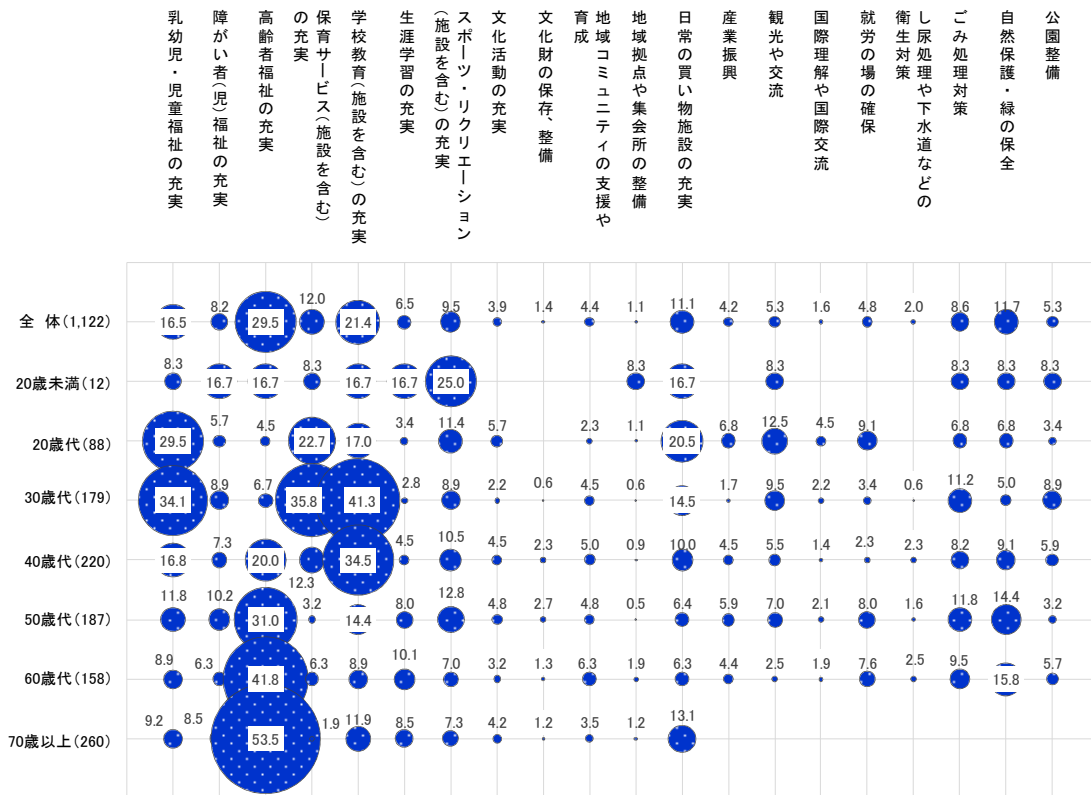 乳幼児・児童福祉の充実
障がい者(児)福祉の充実
高齢者福祉の充実
保育サービス(施設を含む)
の充実
学校教育(施設を含む)の充実
生涯学習の充実
スポーツ・リクリエーション
(施設を含む)の充実
文化活動の充実
文化財の保存、整備
地域コミュニティの支援や
育成
地域拠点や集会所の整備
日常の買い物施設の充実
産業振興
観光や交流
国際理解や国際交流
就労の場の確保
し尿処理や下水道などの
衛生対策
ごみ処理対策
自然保護・緑の保全
公園整備
全 体(1,122) 16.5 8.2 29.5 12.0 21.4 6.5 9.5 3.9 1.4 4.4 1.1 11.1 4.2 5.3 1.6 4.8 2.0 8.6 11.7 5.3
20歳未満(12) 8.3 16.7 16.7 8.3 16.7 16.7 25.0 8.3 16.7 8.3 8.3 8.3 8.3
20歳代(88) 29.5 5.7 4.5 22.7 17.0 3.4 11.4 5.7 2.3 1.1 20.5 6.8 12.5 4.5 9.1 6.8 6.8 3.4
30歳代(179) 34.1 8.9 6.7 35.8 41.3 2.8 8.9 2.2 0.6 4.5 0.6 14.5 1.7 9.5 2.2 3.4 0.6 11.2 5.0 8.9
40歳代(220) 16.8 7.3 20.0 12.3 34.5 4.5 10.5 4.5 2.3 5.0 0.9 10.0 4.5 5.5 1.4 2.3 2.3 8.2 9.1 5.9
50歳代(187) 11.8 10.2 31.0 3.2 14.4 8.0 12.8 4.8 2.7 4.8 0.5 6.4 5.9 7.0 2.1 8.0 1.6 11.8 14.4 3.2
60歳代(158) 8.9 6.3 41.8 6.3 8.9 10.1 7.0 3.2 1.3 6.3 1.9 6.3 4.4 2.5 1.9 7.6 2.5 9.5 15.8 5.7
70歳以上(260) 9.2 8.5 53.5 1.9 11.9 8.5 7.3 4.2 1.2 3.5 1.2 13.1